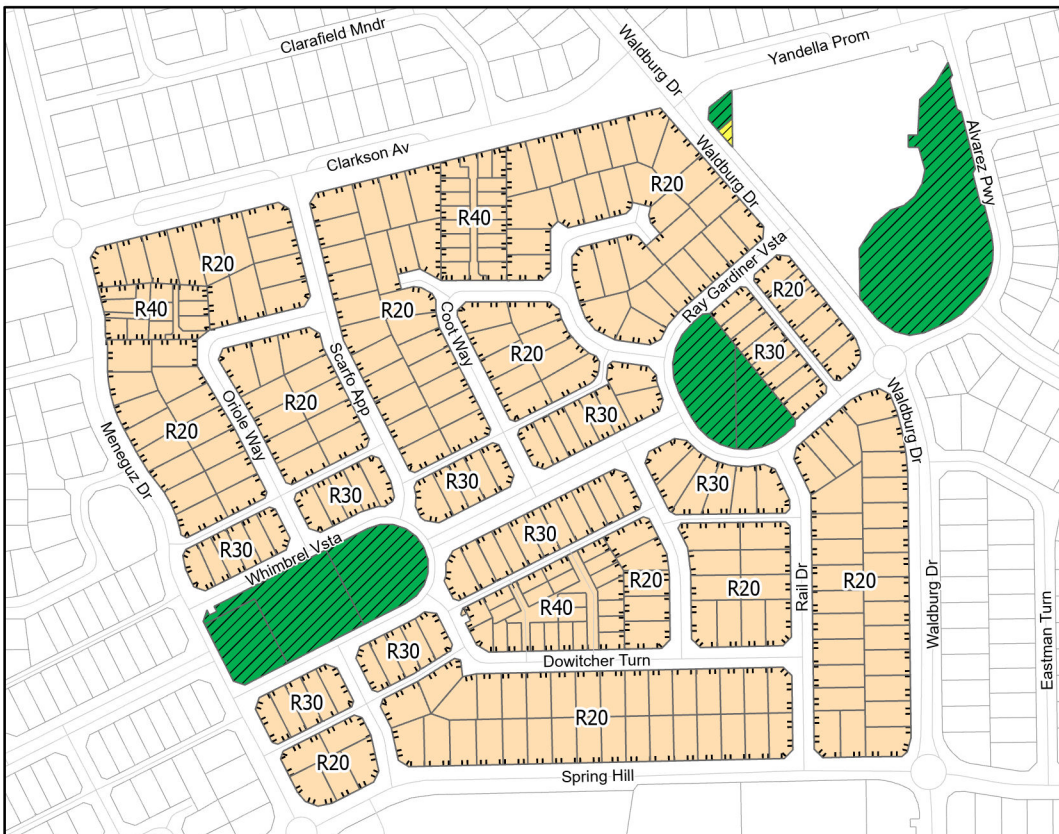 Clarafield Mndr
Waldburg Dr
Yandella Prom
Clarkson Av
Waldburg Dr
Alvarez Pwy
R20
R40
R20
Ray Gardiner Vsta
R20
R40
R20
Coot Way
R20
R30
Scarfo App
R20
Oriole Way
R20
R30
Waldburg Dr
Meneguz Dr
R30
R30
R30
R30
R30
Whimbrel Vsta
R20
R20
R20
Rail Dr
Waldburg Dr
Eastman Turn
R40
R30
Dowitcher Turn
R30
R20
R20
Spring Hill